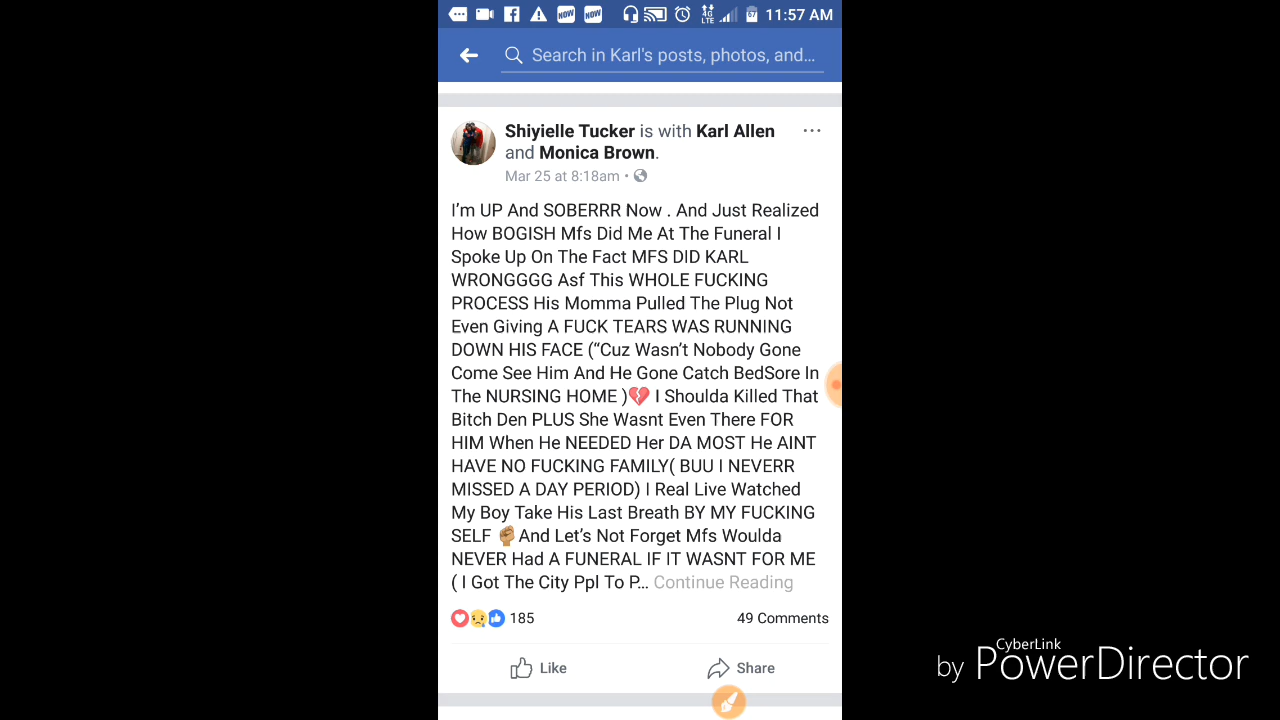 NOW NOW 4G LTE 67 11:57 AM
Search in Karl's posts, photos, and...
Shiyielle Tucker is with Karl Allen
and Monica Brown.
Mar 25 at 8:18am •
I'm UP And SOBERRR Now . And Just Realized
How BOGISH Mfs Did Me At The Funeral I
Spoke Up On The Fact MFS DID KARL
WRONGGGG Asf This WHOLE FUCKING
PROCESS His Momma Pulled The Plug Not
Even Giving A FUCK TEARS WAS RUNNING
DOWN HIS FACE (“Cuz Wasn't Nobody Gone
Come See Him And He Gone Catch BedSore In
The NURSING HOME )💔 I Shoulda Killed That
Bitch Den PLUS She Wasnt Even There FOR
HIM When He NEEDED Her DA MOST He AINT
HAVE NO FUCKING FAMILY( BUU I NEVERR
MISSED A DAY PERIOD) I Real Live Watched
My Boy Take His Last Breath BY MY FUCKING
SELF ✊🏽And Let's Not Forget Mfs Woulda
NEVER Had A FUNERAL IF IT WASNT FOR ME
( I Got The City Ppl To P... Continue Reading
185 49 Comments
Like Share
CyberLink
by PowerDirector